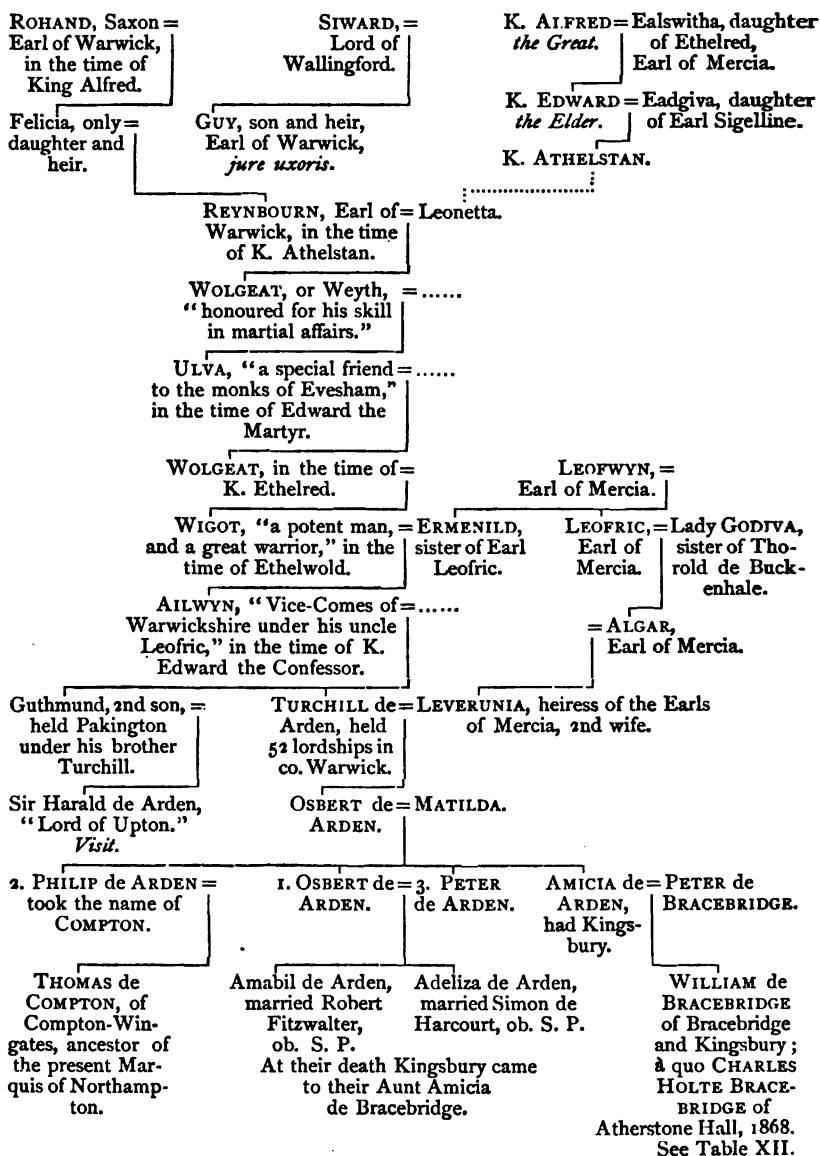 ROHAND, Saxon =
Earl of Warwick,
in the time of
King Alfred.
SIWARD, =
Lord of
Wallingford.
K. ALFRED = Ealswitha, daughter
the Great. of Ethelred,
Earl of Mercia.
K. EDWARD = Eadgiva, daughter
the Elder. of Earl Sigelline.
Felicia, only =
daughter and
heir.
GUY, son and heir,
Earl of Warwick,
jure uxoris.
K. ATHELSTAN.
REYNBOURN, Earl of = Leonetta.
Warwick, in the time
of K. Athelstan.
WOLGEAT, or Weyth, = ......
"honoured for his skill
in martial affairs."
ULVA, "a special friend = ......
to the monks of Evesham,"
in the time of Edward the
Martyr.
WOLGEAT, in the time of =
K. Ethelred.
LEOFWYN, =
Earl of Mercia.
WIGOT, "a potent man, = ERMENILD,
and a great warrior," in the sister of Earl
time of Ethelwold. Leofric.
LEOFRIC, = Lady GODIVA,
Earl of sister of Tho-
Mercia. rold de Buck-
enhale.
AILWYN, "Vice-Comes of = ......
Warwickshire under his uncle
Leofric," in the time of K.
Edward the Confessor.
= ALGAR,
Earl of Mercia.
Guthmund, 2nd son, =
held Pakington
under his brother
Turchill.
TURCHILL de = LEVERUNIA, heiress of the Earls
Arden, held of Mercia, 2nd wife.
52 lordships in
co. Warwick.
Sir Harald de Arden,
"Lord of Upton."
Visit.
OSBERT de = MATILDA.
ARDEN.
2. PHILIP de ARDEN =
took the name of
COMPTON.
1. OSBERT de = 3. PETER
ARDEN. de ARDEN.
AMICIA de = PETER de
ARDEN, BRACEBRIDGE.
had Kings-
bury.
THOMAS de
COMPTON, of
Compton-Win-
gates, ancestor of
the present Mar-
quis of Northamp-
ton.
Amabil de Arden,
married Robert
Fitzwalter,
ob. S. P.
Adeliza de Arden,
married Simon de
Harcourt, ob. S. P.
At their death Kingsbury came
to their Aunt Amicia
de Bracebridge.
WILLIAM de
BRACEBRIDGE
of Bracebridge
and Kingsbury;
à quo CHARLES
HOLTE BRACE-
BRIDGE of
Atherstone Hall, 1868.
See Table XII.